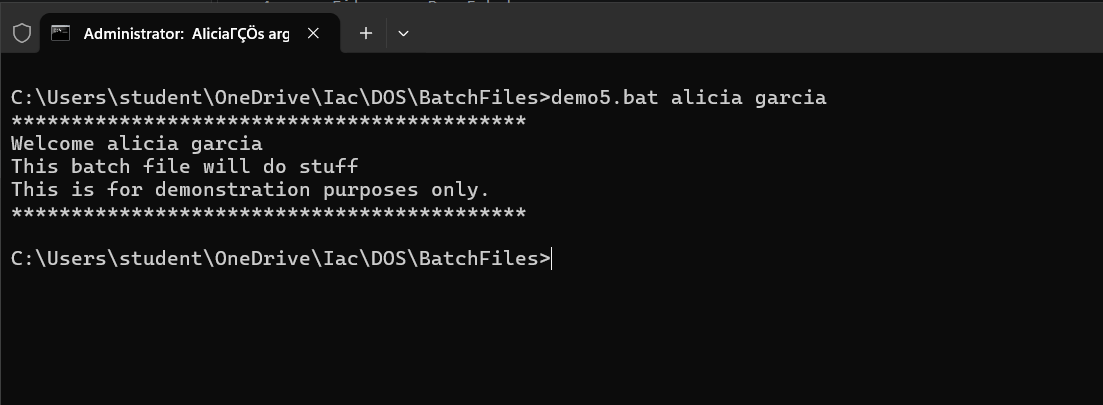 Administrator: AliciaΓÇÖs arg
C:\Users\student\OneDrive\Iac\DOS\BatchFiles>demo5.bat alicia garcia
*******************************************
Welcome alicia garcia
This batch file will do stuff
This is for demonstration purposes only.
*******************************************
C:\Users\student\OneDrive\Iac\DOS\BatchFiles>